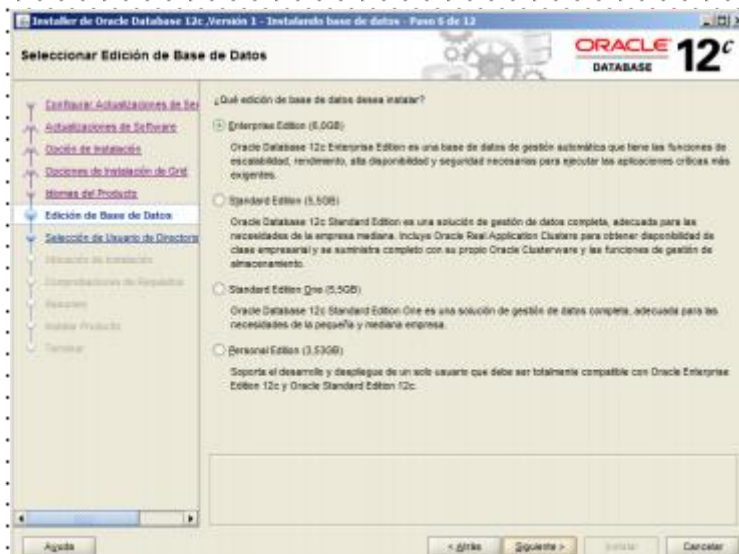 Installer de Oracle Database 12c ,Versión 1 - Instalando base de datos - Paso 6 de 12
Seleccionar Edición de Base de Datos
ORACLE
DATABASE
12c
Configurar Actualizaciones de Se
Actualizaciones de Software
Opción de Instalación
Opciones de Instalación de Grid
Idiomas del Producto
Edición de Base de Datos
Selección de Usuario de Directorio
Ubicación de Instalación
Comprobaciones de Requisitos
Resumen
Instalar Producto
Terminar
¿Qué edición de base de datos desea instalar?
Enterprise Edition (6,0GB)
Oracle Database 12c Enterprise Edition es una base de datos de gestión automática que tiene las funciones de
escalabilidad, rendimiento, alta disponibilidad y seguridad necesarias para ejecutar las aplicaciones críticas más
exigentes.
Standard Edition (5,5GB)
Oracle Database 12c Standard Edition es una solución de gestión de datos completa, adecuada para las
necesidades de la empresa mediana. Incluye Oracle Real Application Clusters para obtener disponibilidad de
clase empresarial y se suministra completo con su propio Oracle Clusterware y las funciones de gestión de
almacenamiento.
Standard Edition One (5,5GB)
Oracle Database 12c Standard Edition One es una solución de gestión de datos completa, adecuada para las
necesidades de la pequeña y mediana empresa.
Personal Edition (3,53GB)
Soporta el desarrollo y despliegue de un solo usuario que debe ser totalmente compatible con Oracle Enterprise
Edition 12c y Oracle Standard Edition 12c.
Ayuda
< Atrás
Siguiente >
Instalar
Cancelar